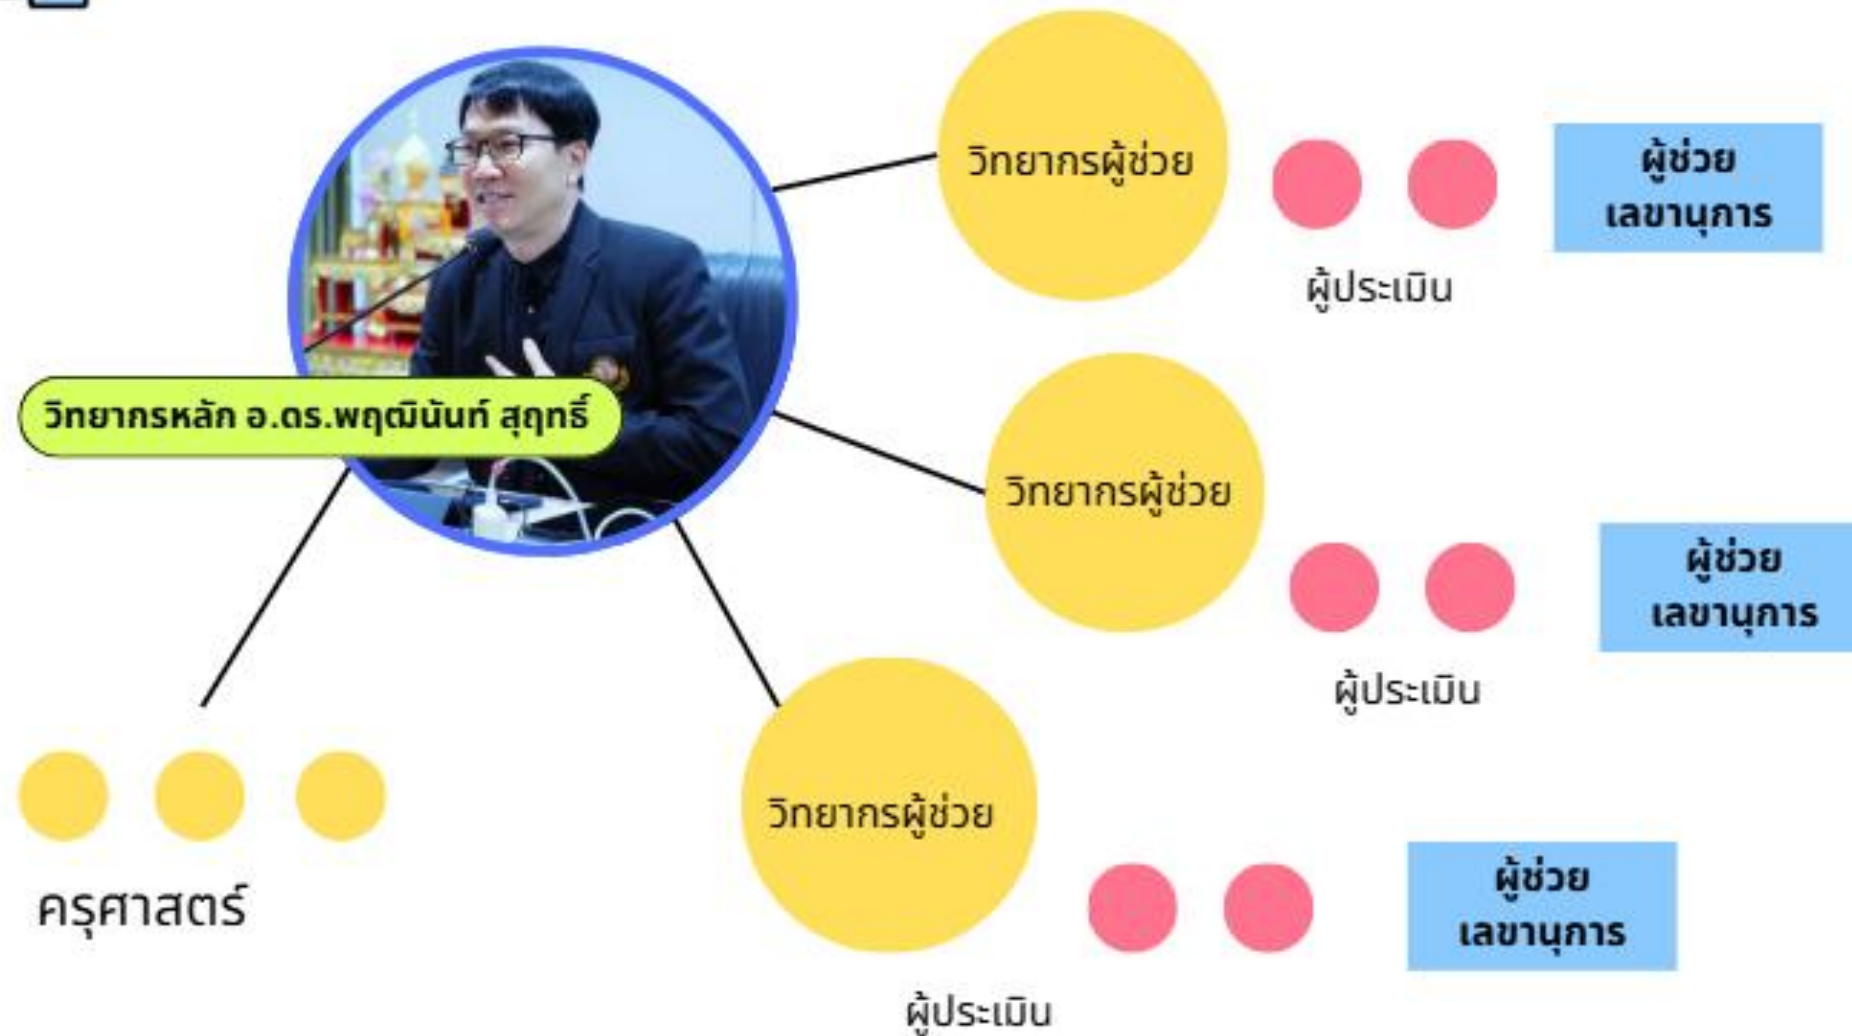 วิทยากรผู้ช่วย
ผู้ช่วย
เลขานุการ
ผู้ประเมิน
วิทยากรหลัก อ.ดร.พฤฒินันท์ สุฤทธิ์
วิทยากรผู้ช่วย
ผู้ช่วย
เลขานุการ
ผู้ประเมิน
วิทยากรผู้ช่วย
ครุศาสตร์
ผู้ช่วย
เลขานุการ
ผู้ประเมิน